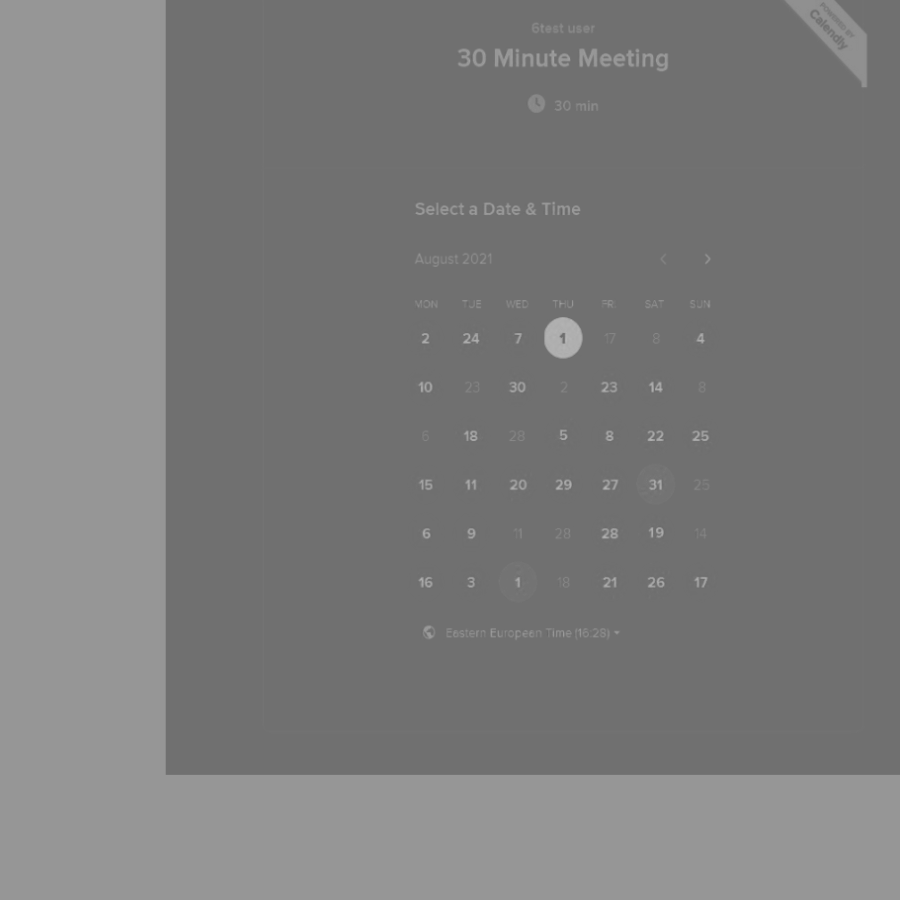 POWERED BY
Calendly
6test user
30 Minute Meeting
30 min
Select a Date & Time
August 2021
MON TUE WED THU FRI SAT SUN
2 24 7 1 17 8 4
10 23 30 2 23 14 8
6 18 28 5 8 22 25
15 11 20 29 27 31 25
6 9 11 28 28 19 14
16 3 1 18 21 26 17
Eestern Europeen Time (16:28)